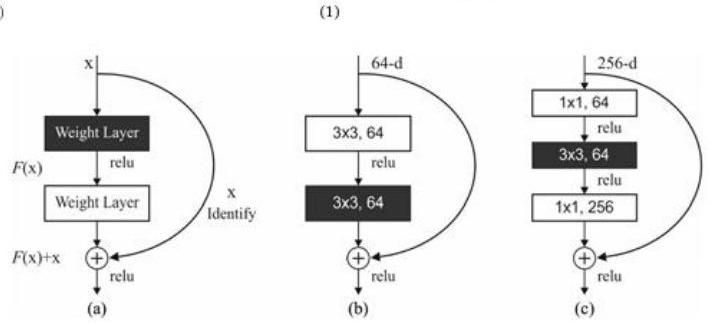 )
(1)
x
Weight Layer
relu
F(x)
Weight Layer
x
Identify
F(x)+x
relu
(a)
64-d
3x3, 64
relu
3x3, 64
relu
(b)
256-d
1x1, 64
relu
3x3, 64
relu
1x1, 256
relu
(c)